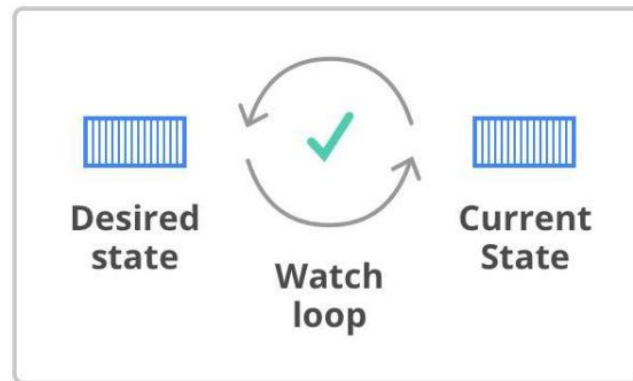 Desired
state
Watch
loop
Current
State